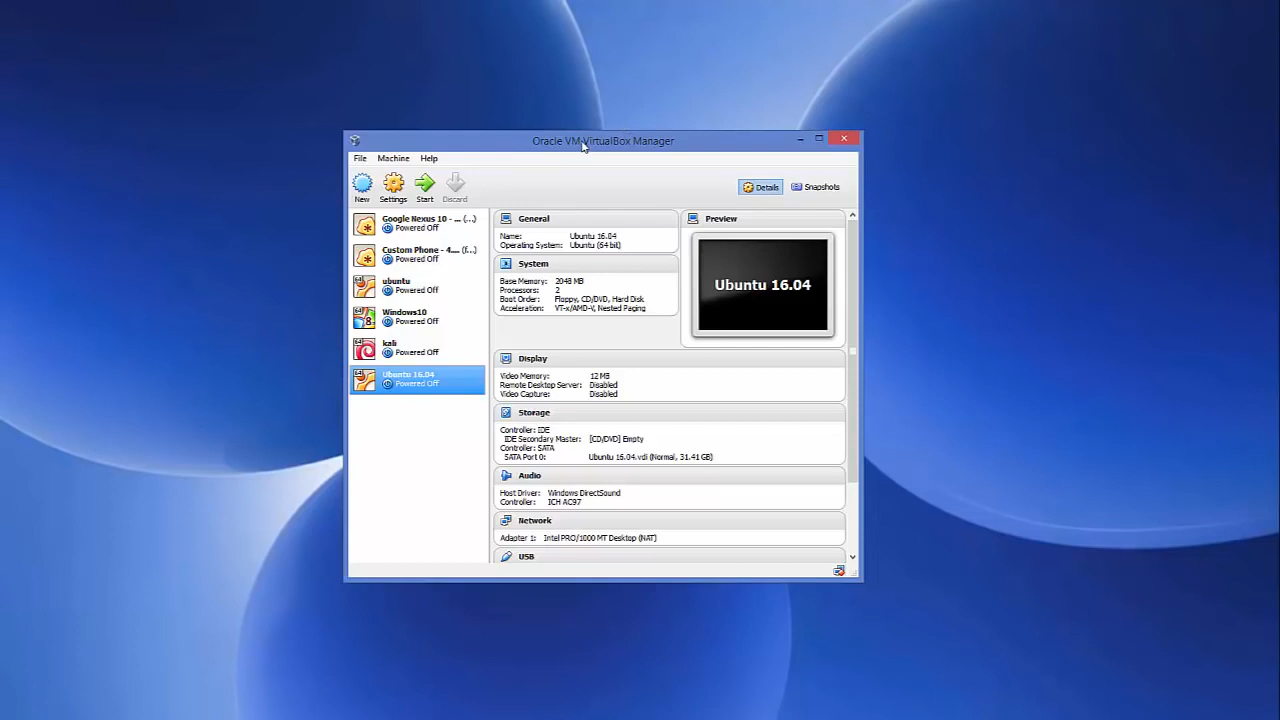 Oracle VM VirtualBox Manager
File Machine Help
New Settings Start Discard
Details Snapshots
Google Nexus 10 - ... (...)
Powered Off
Custom Phone - 4.... (f...)
Powered Off
64
ubuntu
Powered Off
64
Windows10
8
Powered Off
64
kali
Powered Off
64
Ubuntu 16.04
Powered Off
General
Name: Ubuntu 16.04
Operating System: Ubuntu (64 bit)
System
Base Memory: 2048 MB
Processors: 2
Boot Order: Floppy, CD/DVD, Hard Disk
Acceleration: VT-x/AMD-V, Nested Paging
Preview
Ubuntu 16.04
Display
Video Memory: 12 MB
Remote Desktop Server: Disabled
Video Capture: Disabled
Storage
Controller: IDE
IDE Secondary Master: [CD/DVD] Empty
Controller: SATA
SATA Port 0: Ubuntu 16.04.vdi (Normal, 31.41 GB)
Audio
Host Driver: Windows DirectSound
Controller: ICH AC97
Network
Adapter 1: Intel PRO/1000 MT Desktop (NAT)
USB